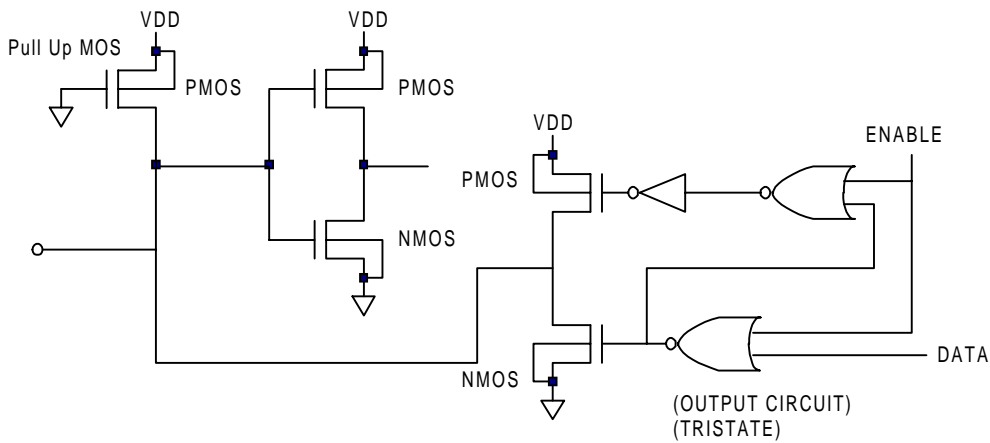 VDD
VDD
Pull Up MOS
PMOS
PMOS
VDD
ENABLE
PMOS
NMOS
DATA
NMOS
(OUTPUT CIRCUIT)
(TRISTATE)